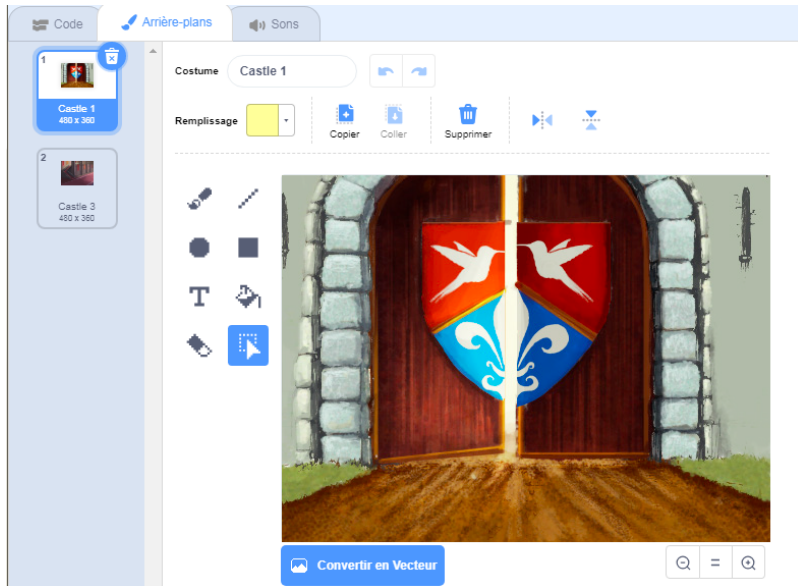 Code
Arrière-plans
Sons
1
Castle 1
480 x 360
2
Castle 3
480 x 360
Costume
Castle 1
Remplissage
Copier
Coller
Supprimer
T
Convertir en Vecteur
=